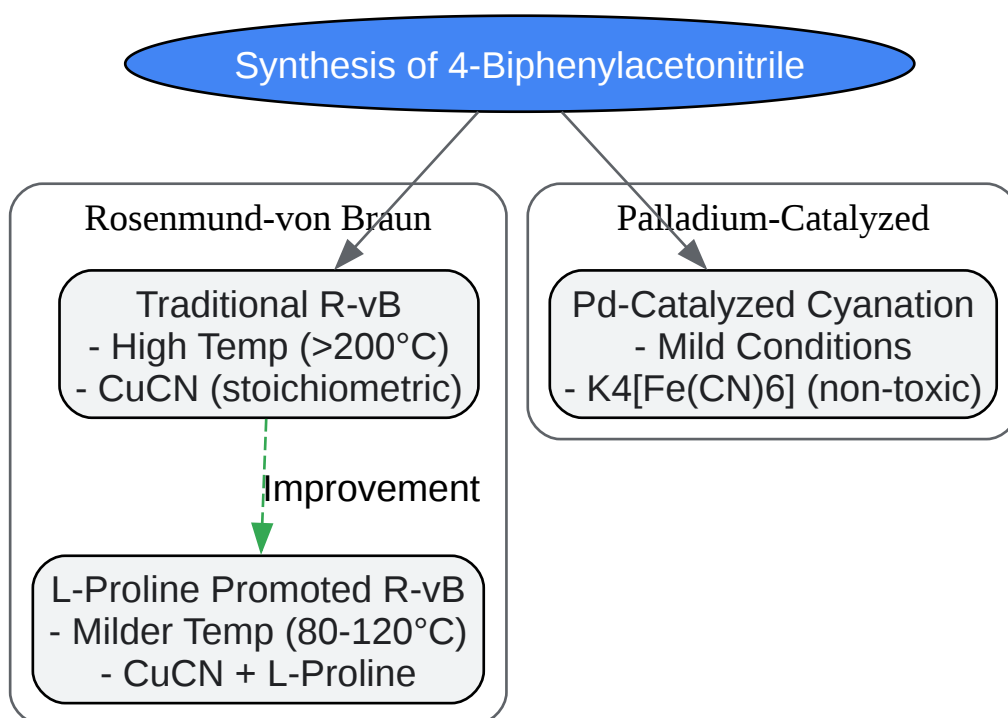 Synthesis of 4-Biphenylacetonitrile
Rosenmund-von Braun
Traditional R-vB
- High Temp (>200°C)
- CuCN (stoichiometric)
Improvement
L-Proline Promoted R-vB
- Milder Temp (80-120°C)
- CuCN + L-Proline
Palladium-Catalyzed
Pd-Catalyzed Cyanation
- Mild Conditions
- K4[Fe(CN)6] (non-toxic)